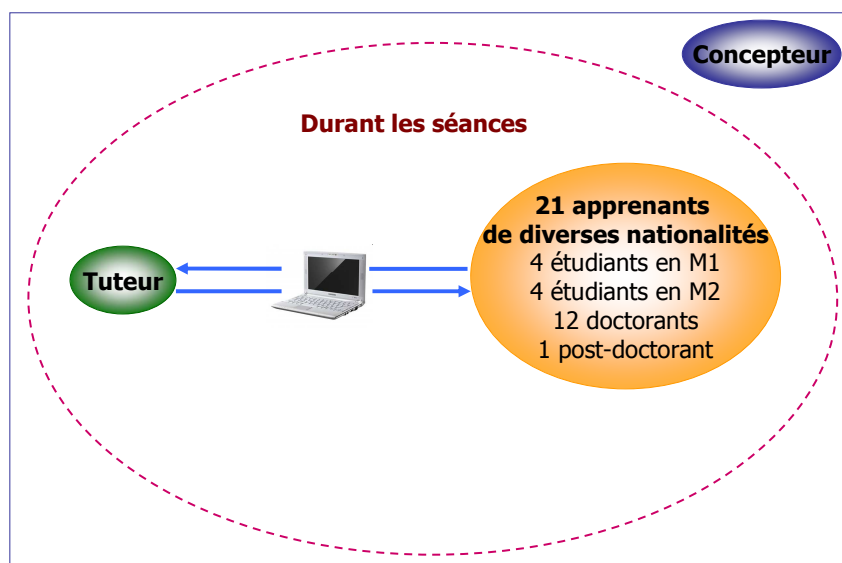 Concepteur
Durant les séances
21 apprenants
de diverses nationalités
4 étudiants en M1
4 étudiants en M2
12 doctorants
1 post-doctorant
Tuteur